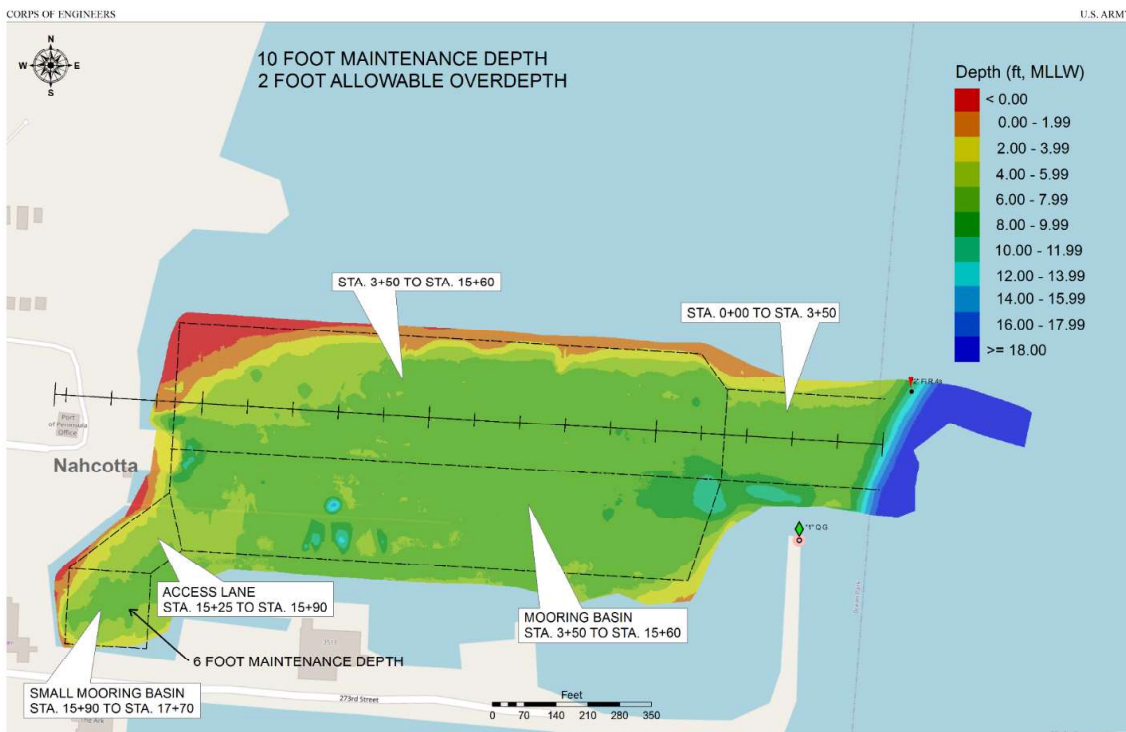 CORPS OF ENGINEERS
U.S. ARMY
N
W
E
S
10 FOOT MAINTENANCE DEPTH
2 FOOT ALLOWABLE OVERDEPTH
Depth (ft, MLLW)
< 0.00
0.00 - 1.99
2.00 - 3.99
4.00 - 5.99
6.00 - 7.99
8.00 - 9.99
10.00 - 11.99
12.00 - 13.99
14.00 - 15.99
16.00 - 17.99
>= 18.00
STA. 3+50 TO STA. 15+60
STA. 0+00 TO STA. 3+50
Port
of Peninsula
Office
Nahcotta
"1" Q G
ACCESS LANE
STA. 15+25 TO STA. 15+90
MOORING BASIN
STA. 3+50 TO STA. 15+60
6 FOOT MAINTENANCE DEPTH
SMALL MOORING BASIN
STA. 15+90 TO STA. 17+70
273rd Street
The Ark
Feet
0 70 140 210 280 350